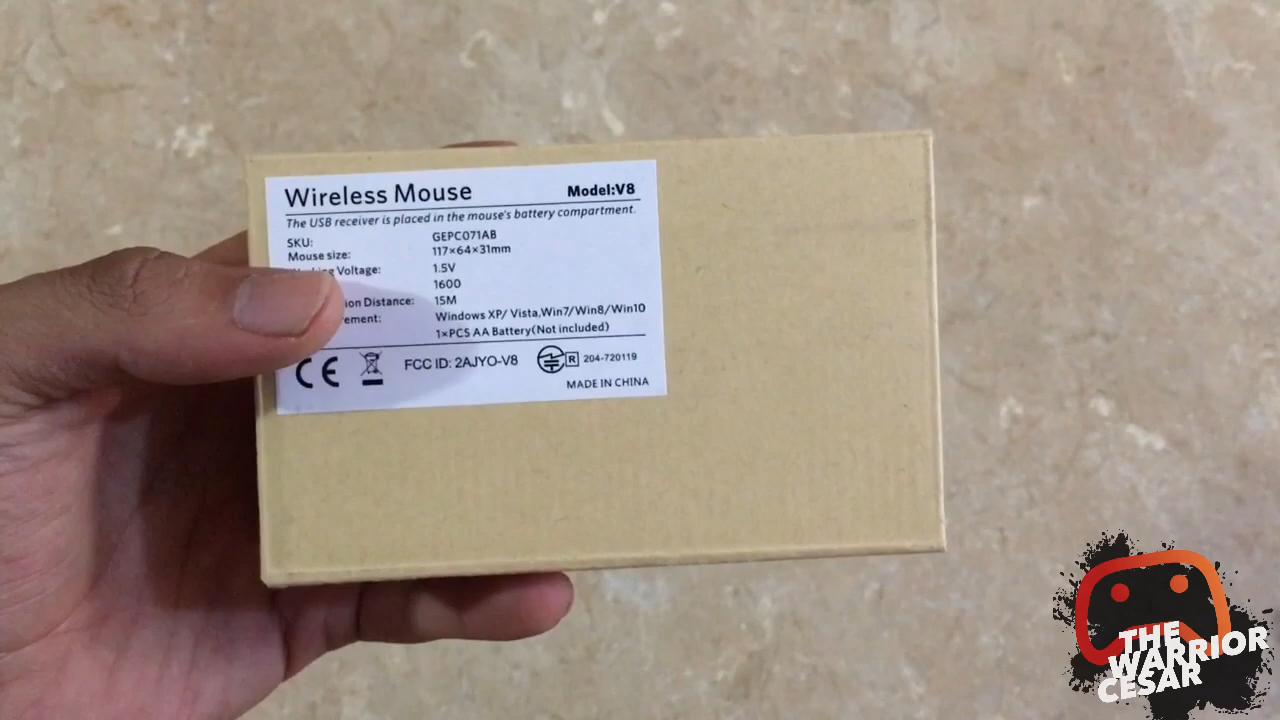 Wireless Mouse Model:V8
The USB receiver is placed in the mouse's battery compartment.
SKU: GEPC071AB
Mouse size: 117×64×31mm
Voltage: 1.5V
1600
Distance: 15M
Windows XP/ Vista,Win7/Win8/Win10
1×PCS AA Battery(Not included)
CE FCC ID: 2AJYO-V8 R 204-720119
MADE IN CHINA
THE
WARRIOR
CESAR